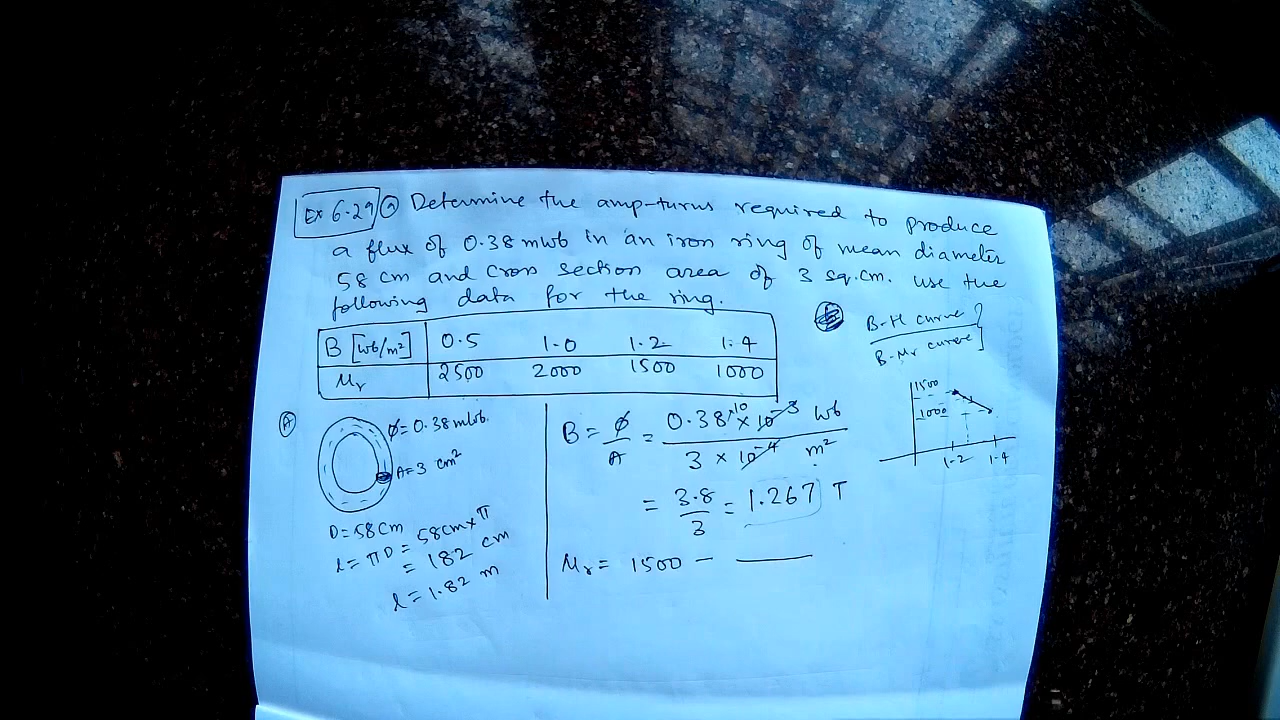 Ex 6.29 a Determine the amp-turns required to produce
a flux of 0.38 mwb in an iron ring of mean diameter
58 cm and Cross section area of 3 sq.cm. use the
following data for the ring.
B [wb/m²] 0.5 1.0 1.2 1.4
μr 2500 2000 1500 1000
B-H curve?
B-μr curve
A
φ = 0.38 mwb.
A=3 cm²
D=58 cm
l = πD = 58cm×π
= 182 cm
l = 1.82 m
B = φ/A = 0.38 × 10⁻³ wb / 3 × 10⁻⁴ m²
10
= 3.8/3 = 1.267 T
μr = 1500 –
1500
1000
1.2 1.4